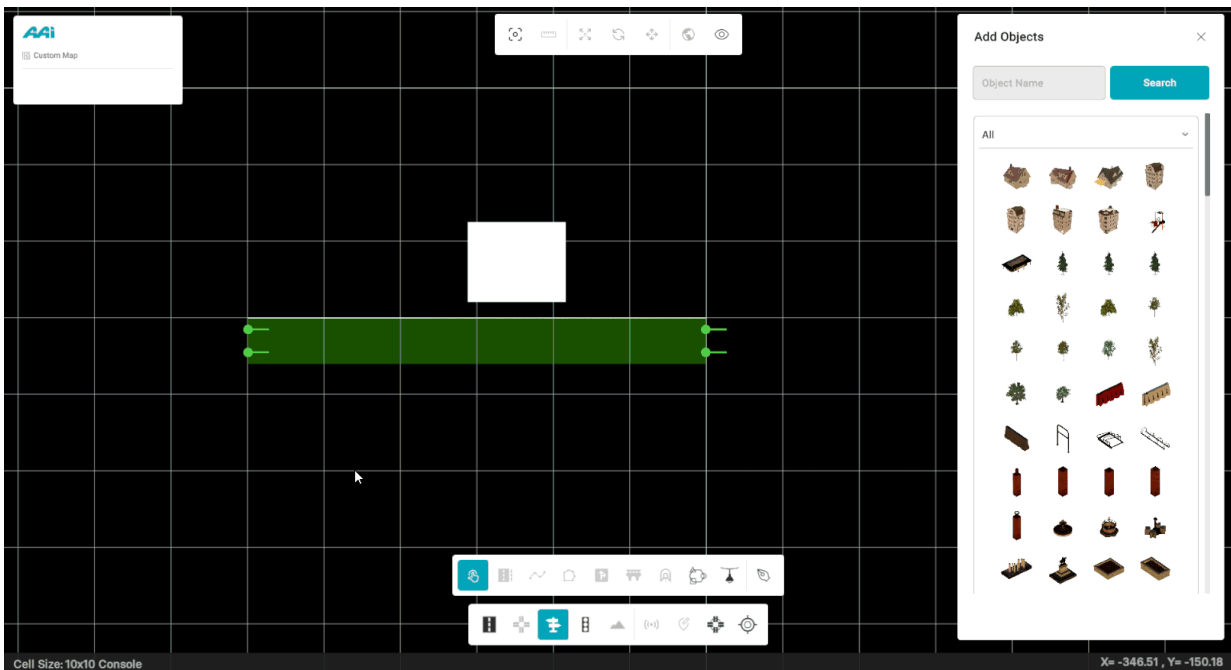 AAi
Custom Map
Add Objects
Object Name
Search
All
Cell Size: 10x10 Console
X= -346.51 , Y= -150.18